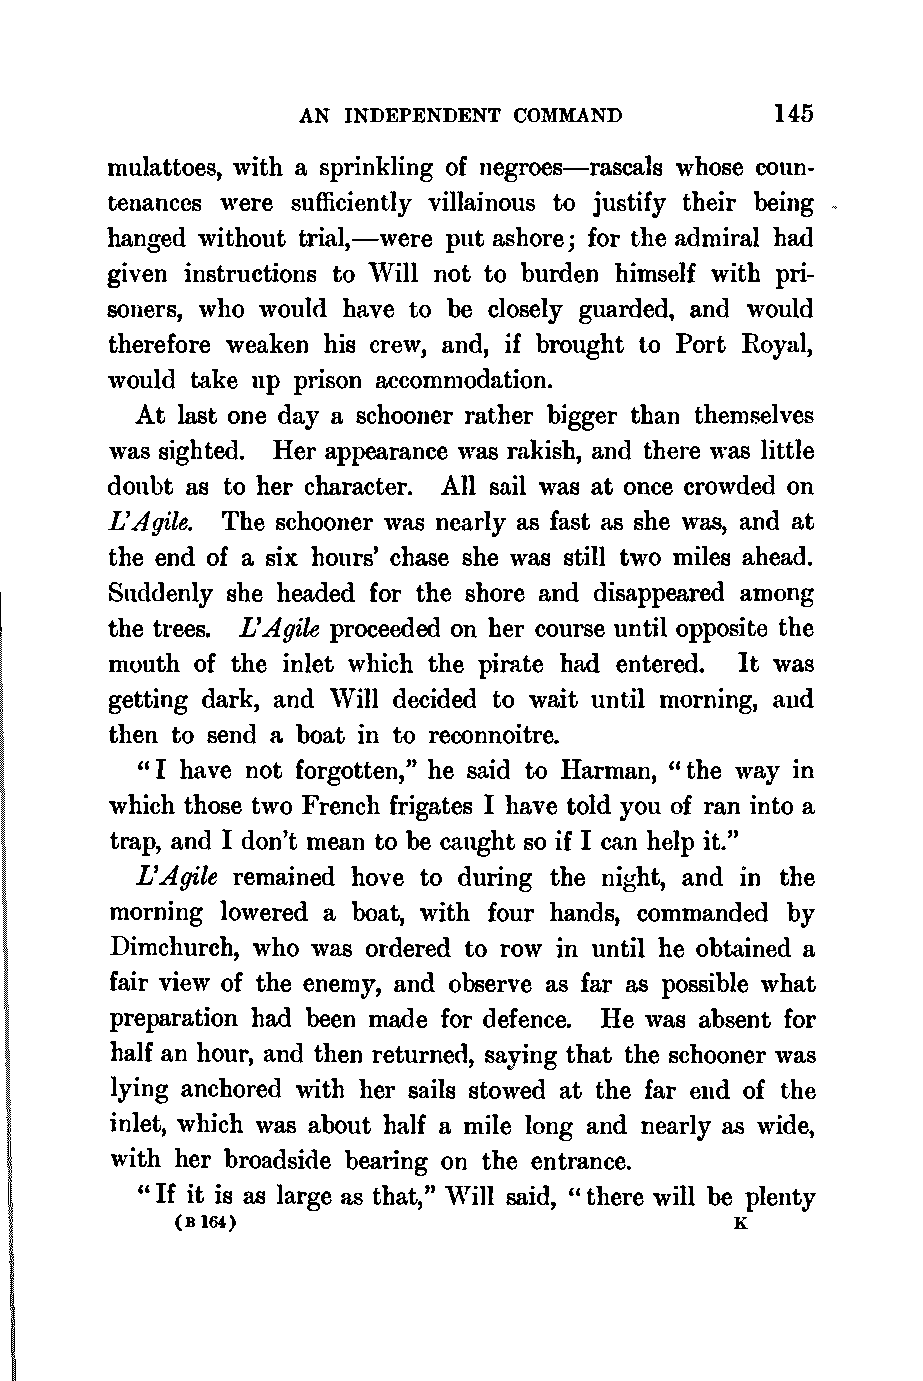 AN INDEPENDENT COMMAND 145
mulattoes, with a sprinkling of negroes—rascals whose coun-
tenances were sufficiently villainous to justify their being
hanged without trial,—were put ashore; for the admiral had
given instructions to Will not to burden himself with pri-
soners, who would have to be closely guarded, and would
therefore weaken his crew, and, if brought to Port Royal,
would take up prison accommodation.
At last one day a schooner rather bigger than themselves
was sighted. Her appearance was rakish, and there was little
doubt as to her character. All sail was at once crowded on
L'Agile. The schooner was nearly as fast as she was, and at
the end of a six hours' chase she was still two miles ahead.
Suddenly she headed for the shore and disappeared among
the trees. L'Agile proceeded on her course until opposite the
mouth of the inlet which the pirate had entered. It was
getting dark, and Will decided to wait until morning, and
then to send a boat in to reconnoitre.
"I have not forgotten," he said to Harman, "the way in
which those two French frigates I have told you of ran into a
trap, and I don't mean to be caught so if I can help it."
L'Agile remained hove to during the night, and in the
morning lowered a boat, with four hands, commanded by
Dimchurch, who was ordered to row in until he obtained a
fair view of the enemy, and observe as far as possible what
preparation had been made for defence. He was absent for
half an hour, and then returned, saying that the schooner was
lying anchored with her sails stowed at the far end of the
inlet, which was about half a mile long and nearly as wide,
with her broadside bearing on the entrance.
"If it is as large as that," Will said, "there will be plenty
(B 164) K